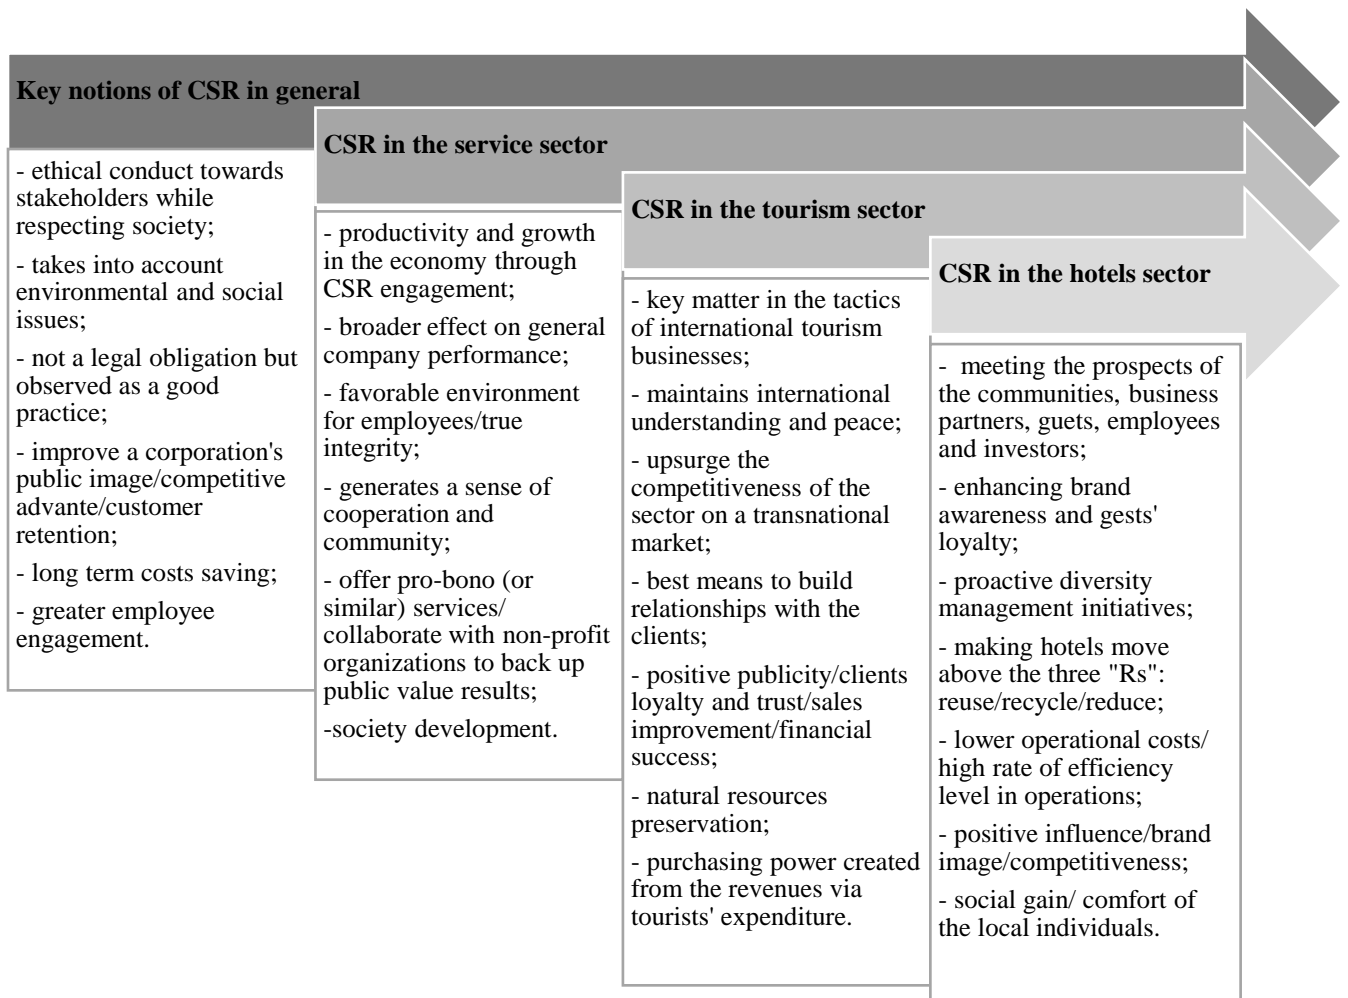 Key notions of CSR in general
- ethical conduct towards
stakeholders while
respecting society;
- takes into account
environmental and social
issues;
- not a legal obligation but
observed as a good
practice;
- improve a corporation's
public image/competitive
advante/customer
retention;
- long term costs saving;
- greater employee
engagement.
CSR in the service sector
- productivity and growth
in the economy through
CSR engagement;
- broader effect on general
company performance;
- favorable environment
for employees/true
integrity;
- generates a sense of
cooperation and
community;
- offer pro-bono (or
similar) services/
collaborate with non-profit
organizations to back up
public value results;
-society development.
CSR in the tourism sector
- key matter in the tactics
of international tourism
businesses;
- maintains international
understanding and peace;
- upsurge the
competitiveness of the
sector on a transnational
market;
- best means to build
relationships with the
clients;
- positive publicity/clients
loyalty and trust/sales
improvement/financial
success;
- natural resources
preservation;
- purchasing power created
from the revenues via
tourists' expenditure.
CSR in the hotels sector
- meeting the prospects of
the communities, business
partners, guets, employees
and investors;
- enhancing brand
awareness and gests'
loyalty;
- proactive diversity
management initiatives;
- making hotels move
above the three "Rs":
reuse/recycle/reduce;
- lower operational costs/
high rate of efficiency
level in operations;
- positive influence/brand
image/competitiveness;
- social gain/ comfort of
the local individuals.